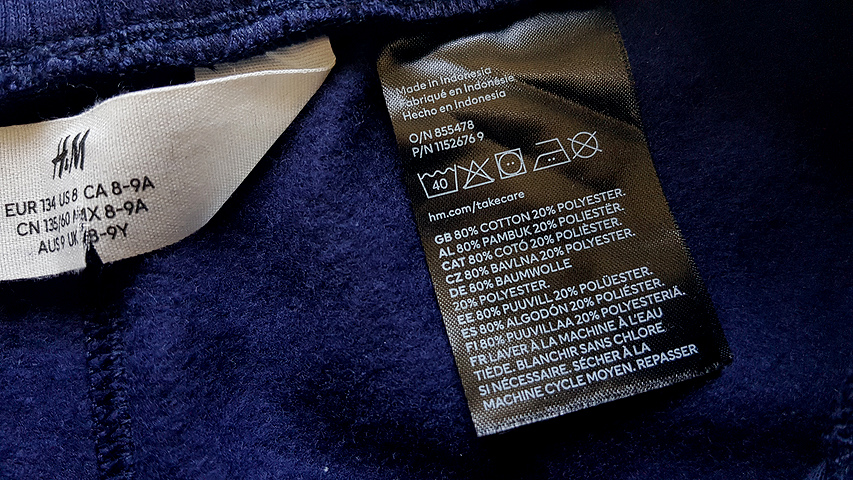 H&M
EUR 134 US 8 CA 8-9A
CN 135/60 MX 8-9A
AUS 9 UK 8-9Y
Made in Indonesia
Fabriqué en Indonésie
Hecho en Indonesia
O/N 855478
P/N 1152676 9
40
hm.com/takecare
GB 80% COTTON 20% POLYESTER.
AL 80% PAMBUK 20% POLIESTËR.
CAT 80% COTÓ 20% POLIÈSTER.
CZ 80% BAVLNA 20% POLYESTER.
DE 80% BAUMWOLLE
20% POLYESTER.
EE 80% PUUVILL 20% POLÜESTER.
ES 80% ALGODÓN 20% POLIÉSTER.
FI 80% PUUVILLAA 20% POLYESTERIÄ.
FR LAVER À LA MACHINE À L'EAU
TIÈDE. BLANCHIR SANS CHLORE,
SI NÉCESSAIRE. SÉCHER À LA
MACHINE CYCLE MOYEN. REPASSER